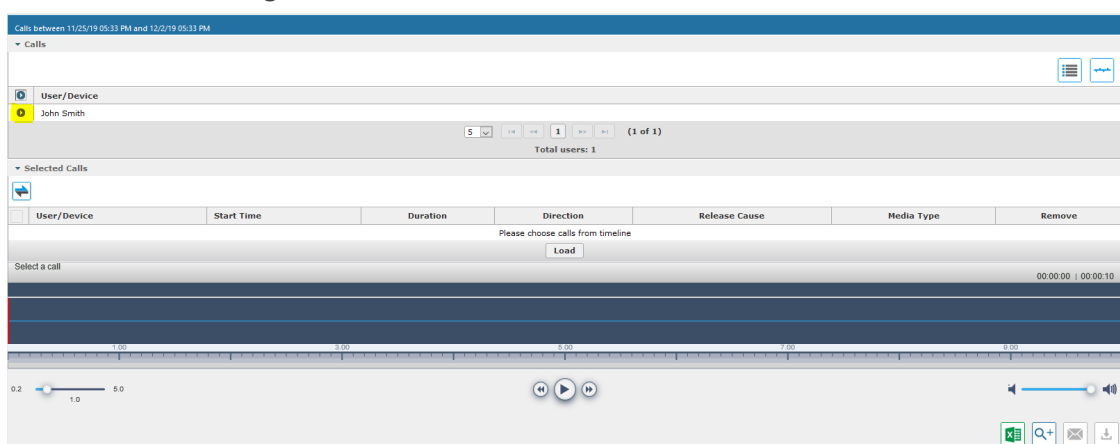 Calls between 11/25/19 05:33 PM and 12/2/19 05:33 PM
Calls
User/Device
John Smith
5 1 (1 of 1)
Total users: 1
Selected Calls
User/Device Start Time Duration Direction Release Cause Media Type Remove
Please choose calls from timeline
Load
Select a call
00:00:00 | 00:00:10
1.00 3.00 5.00 7.00 9.00
0.2 5.0
1.0